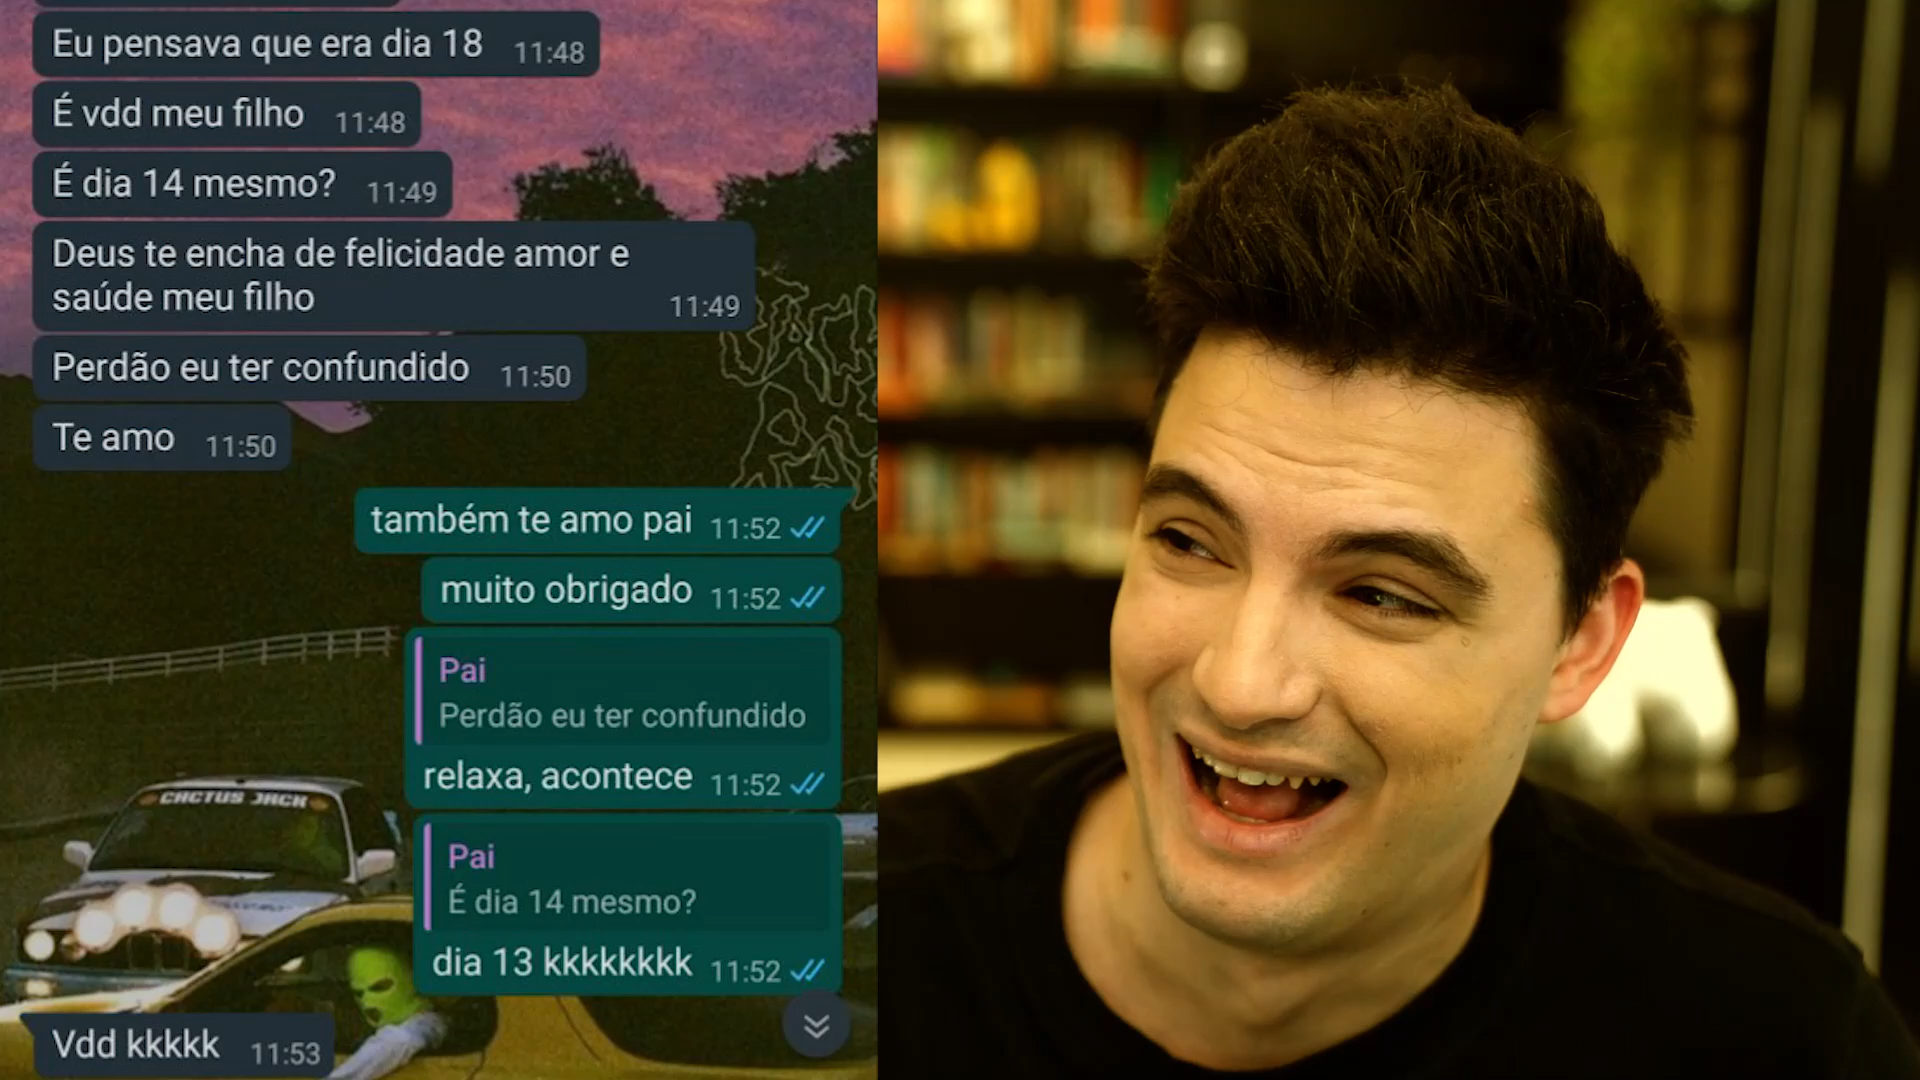 Eu pensava que era dia 18 11:48
É vdd meu filho 11:48
É dia 14 mesmo? 11:49
Deus te encha de felicidade amor e
saúde meu filho 11:49
Perdão eu ter confundido 11:50
Te amo 11:50
também te amo pai 11:52
muito obrigado 11:52
Pai
Perdão eu ter confundido
relaxa, acontece 11:52
Pai
É dia 14 mesmo?
dia 13 kkkkkkkk 11:52
CACTUS JACK
Vdd kkkkk 11:53